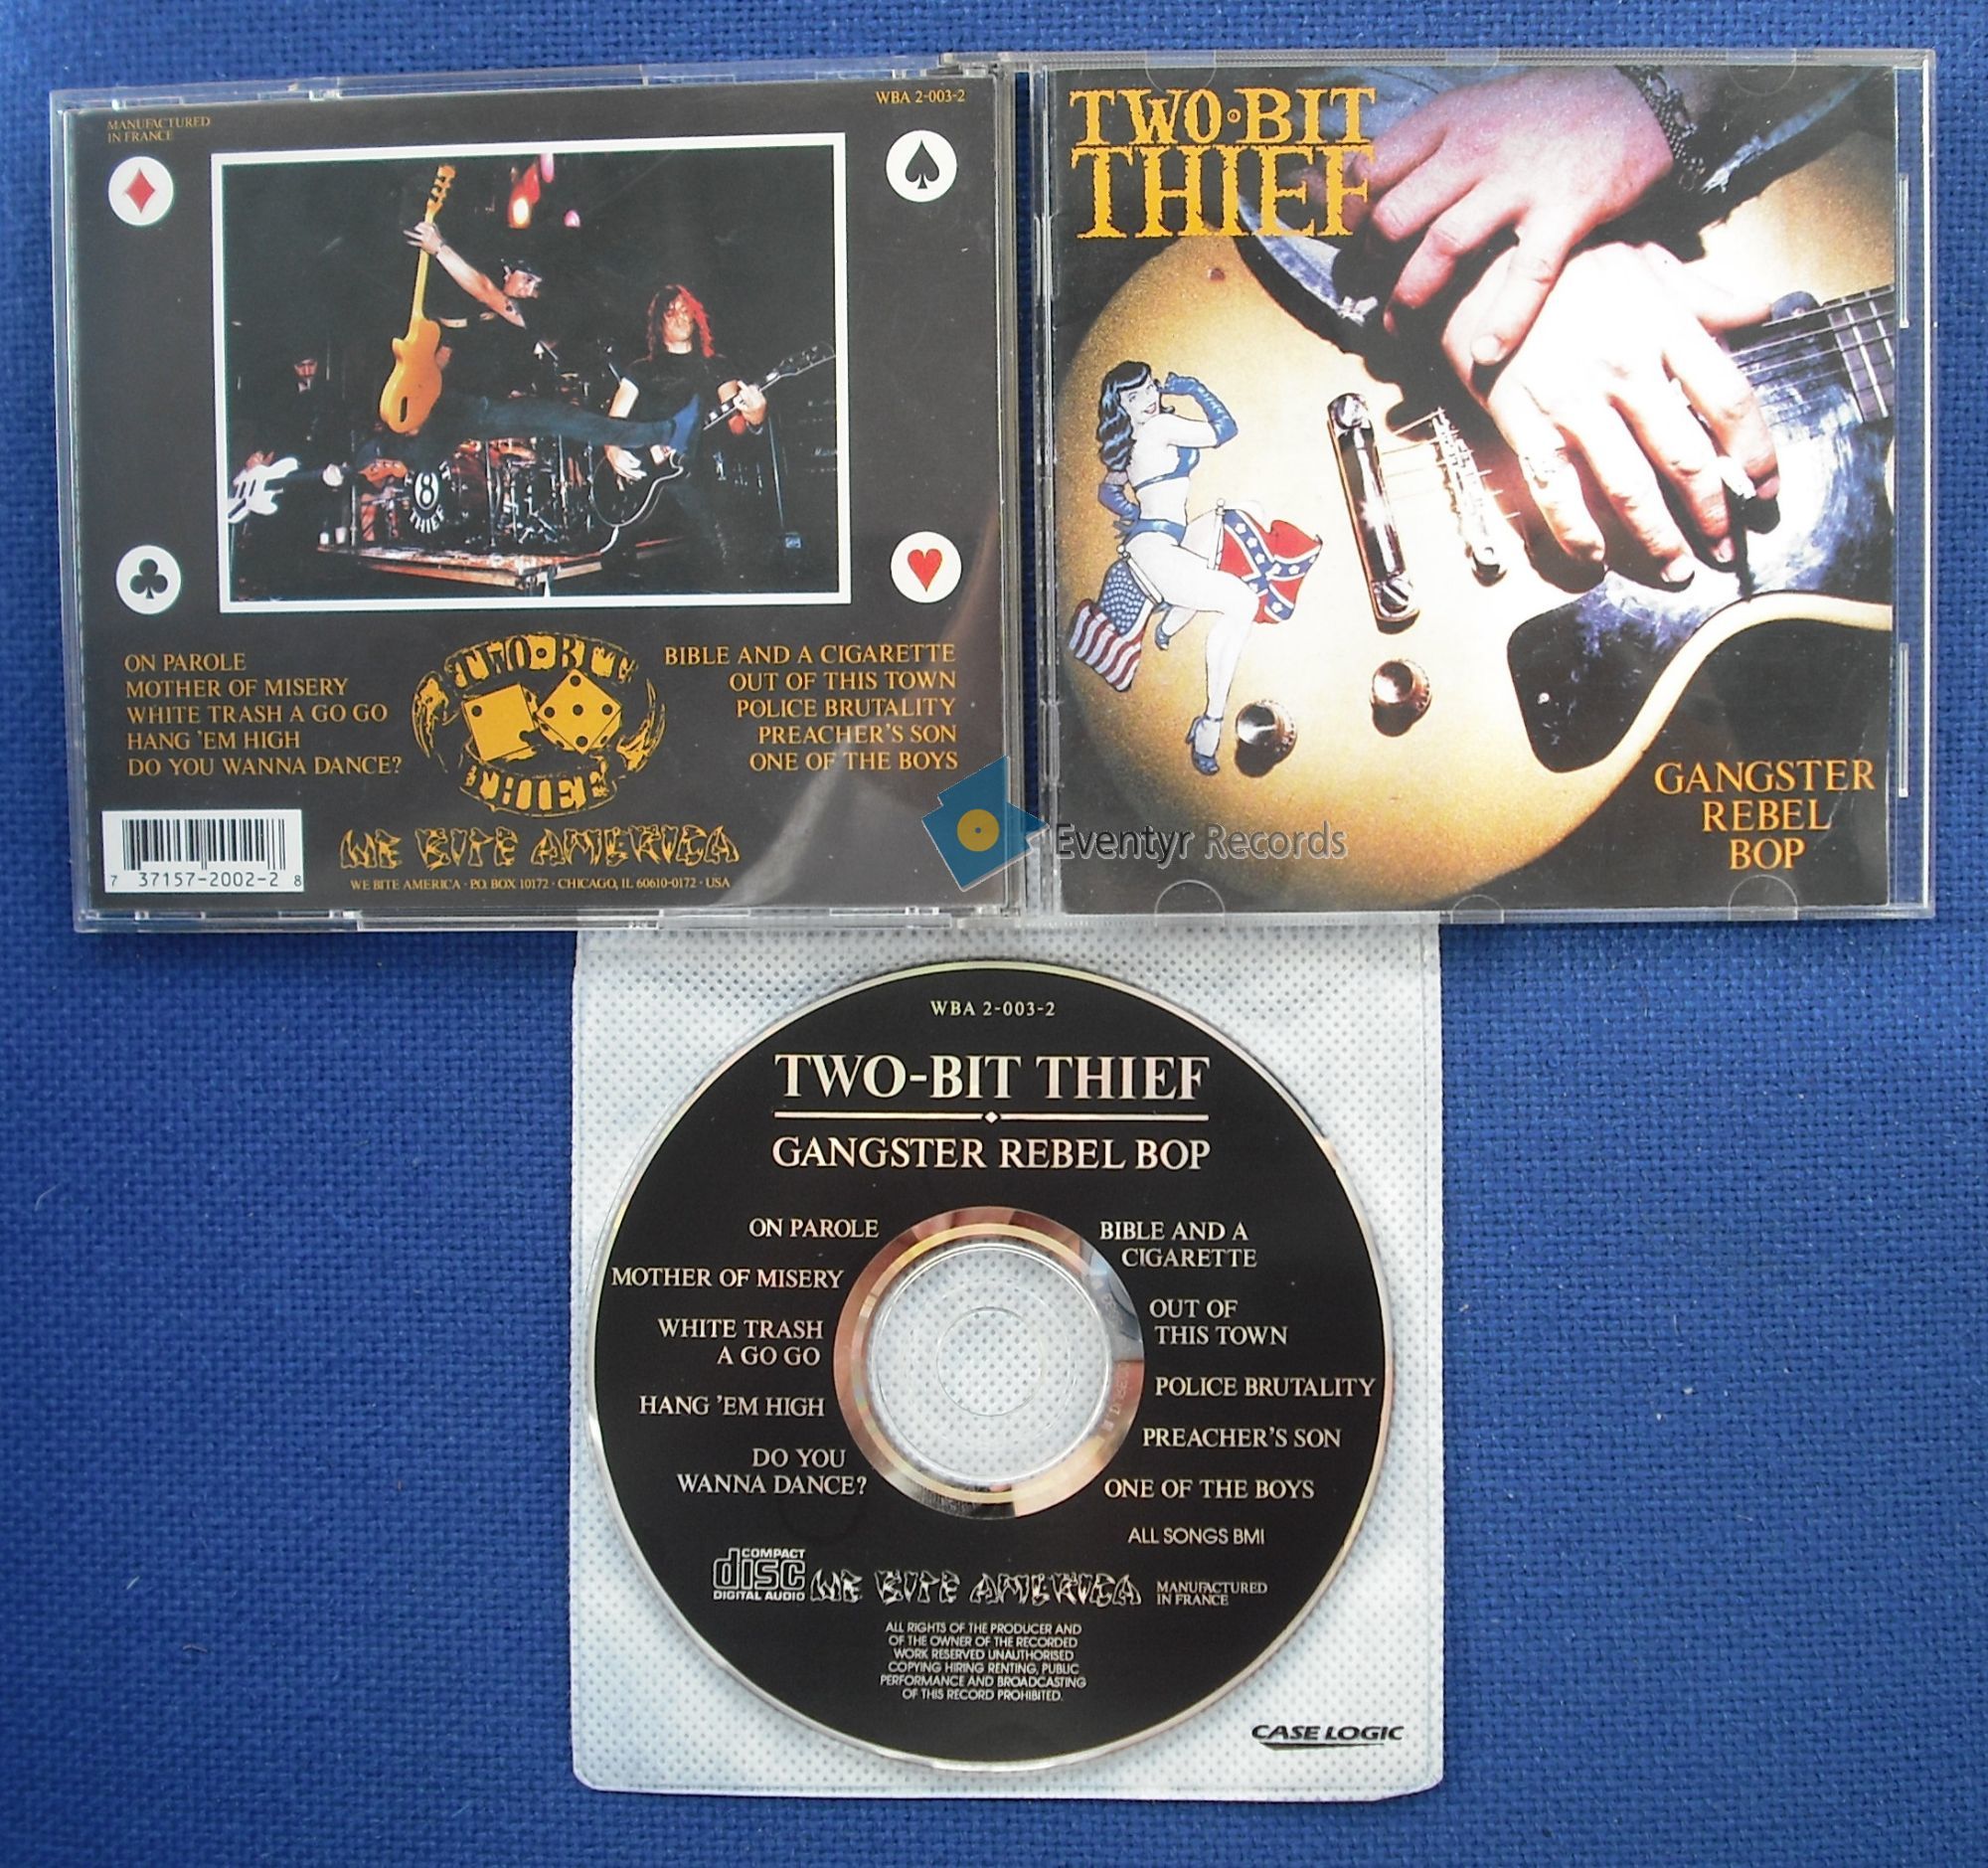 MANUFACTURED
IN FRANCE
WBA 2-003-2
8
THIEF
ON PAROLE
MOTHER OF MISERY
WHITE TRASH A GO GO
HANG 'EM HIGH
DO YOU WANNA DANCE?
TWO·BIT
THIEF
BIBLE AND A CIGARETTE
OUT OF THIS TOWN
POLICE BRUTALITY
PREACHER'S SON
ONE OF THE BOYS
WE BITE AMERICA
WE BITE AMERICA · P.O. BOX 10172 · CHICAGO, IL 60610-0172 · USA
7 37157-2002-2 8
TWO·BIT
THIEF
GANGSTER
REBEL
BOP
Eventyr Records
WBA 2-003-2
TWO-BIT THIEF
GANGSTER REBEL BOP
ON PAROLE
MOTHER OF MISERY
WHITE TRASH
A GO GO
HANG 'EM HIGH
DO YOU
WANNA DANCE?
BIBLE AND A
CIGARETTE
OUT OF
THIS TOWN
POLICE BRUTALITY
PREACHER'S SON
ONE OF THE BOYS
ALL SONGS BMI
COMPACT
disc
DIGITAL AUDIO
WE BITE AMERICA
MANUFACTURED
IN FRANCE
ALL RIGHTS OF THE PRODUCER AND
OF THE OWNER OF THE RECORDED
WORK RESERVED UNAUTHORISED
COPYING HIRING RENTING, PUBLIC
PERFORMANCE AND BROADCASTING
OF THIS RECORD PROHIBITED.
CASE LOGIC